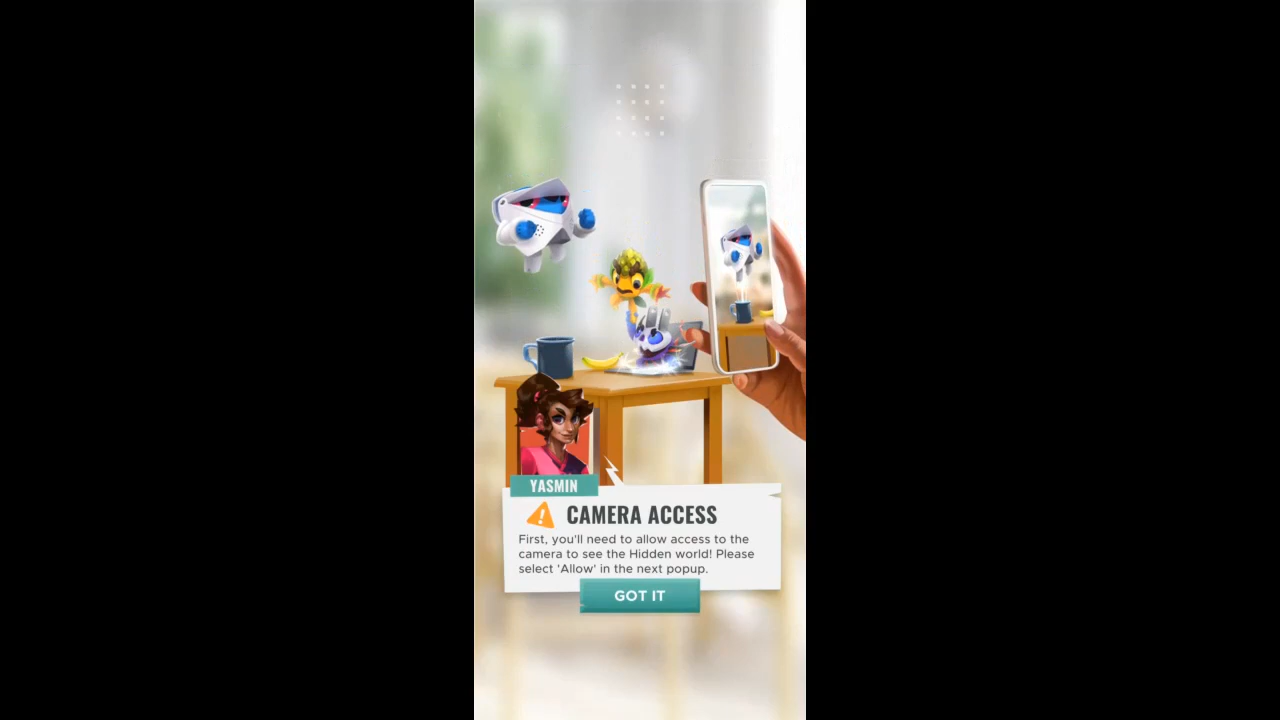 YASMIN
CAMERA ACCESS
First, you'll need to allow access to the
camera to see the Hidden world! Please
select 'Allow' in the next popup.
GOT IT